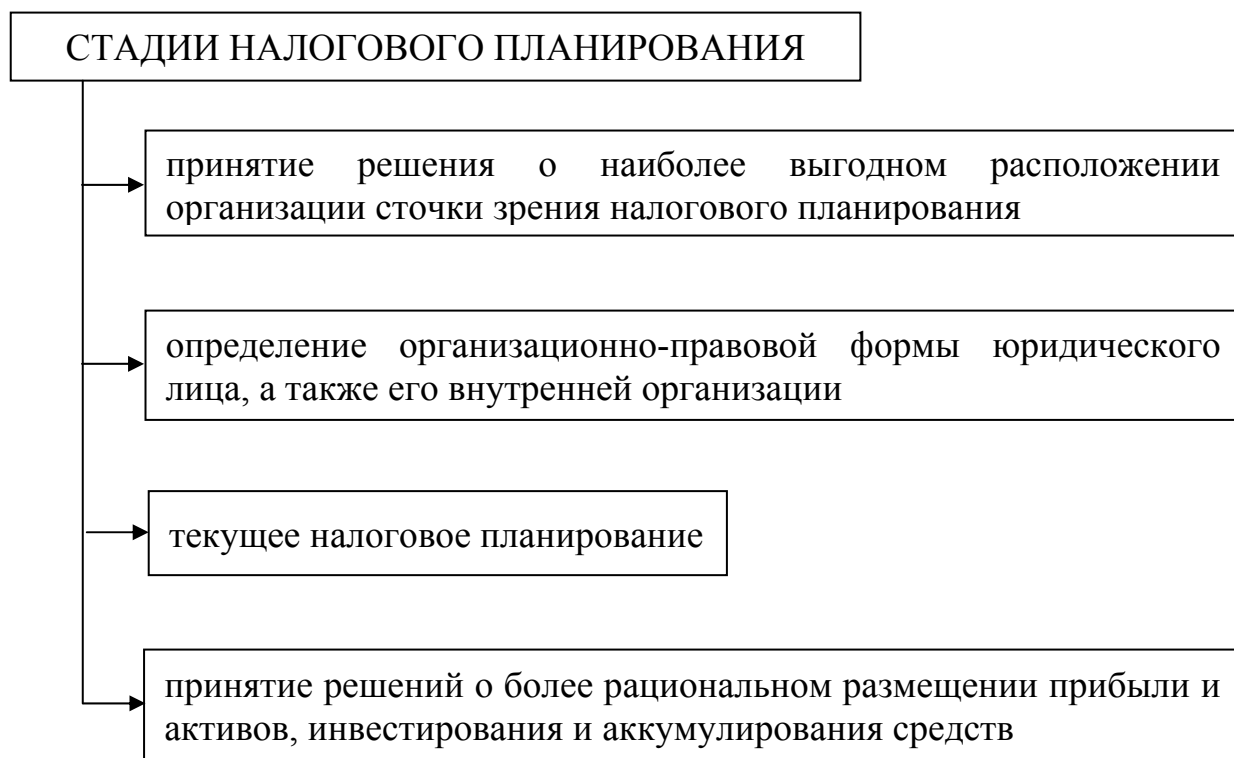 СТАДИИ НАЛОГОВОГО ПЛАНИРОВАНИЯ
принятие решения о наиболее выгодном расположении
организации сточки зрения налогового планирования
определение организационно-правовой формы юридического
лица, а также его внутренней организации
текущее налоговое планирование
принятие решений о более рациональном размещении прибыли и
активов, инвестирования и аккумулирования средств